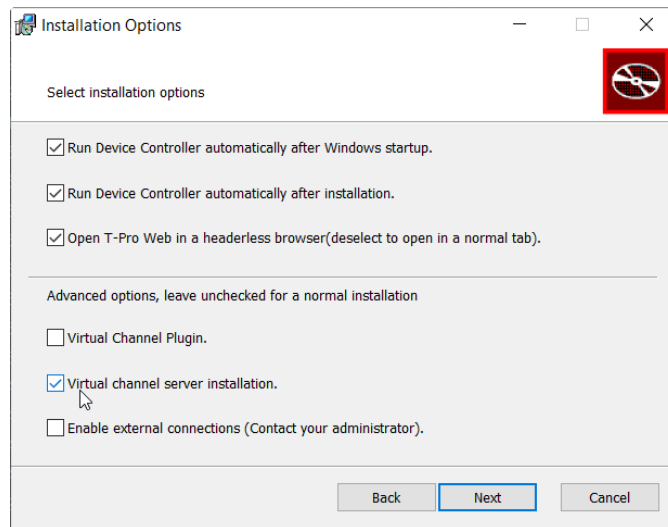 Installation Options
Select installation options
Run Device Controller automatically after Windows startup.
Run Device Controller automatically after installation.
Open T-Pro Web in a headerless browser(deselect to open in a normal tab).
Advanced options, leave unchecked for a normal installation
Virtual Channel Plugin.
Virtual channel server installation.
Enable external connections (Contact your administrator).
Back Next Cancel